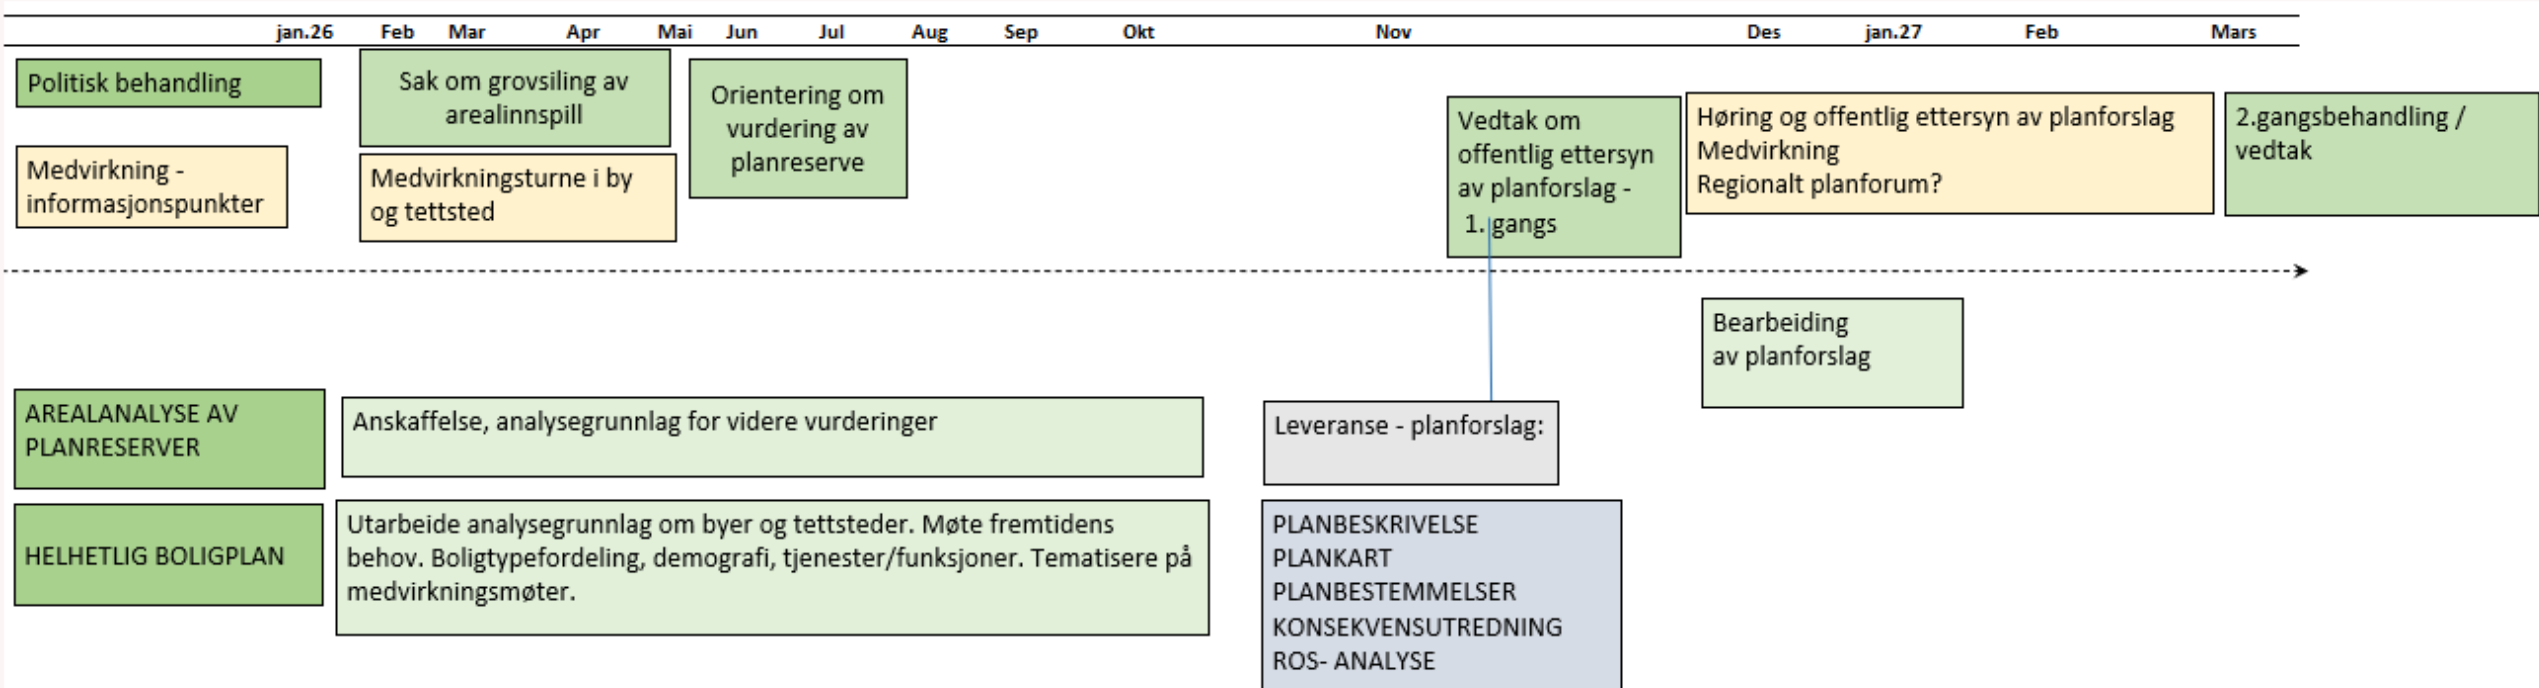 jan.26 Feb Mar Apr Mai Jun Jul Aug Sep Okt Nov Des jan.27 Feb Mars
Politisk behandling
Sak om grovsiling av
arealinnspill
Orientering om
vurdering av
planreserve
Vedtak om
offentlig ettersyn
av planforslag -
1. gangs
Høring og offentlig ettersyn av planforslag
Medvirkning
Regionalt planforum?
2.gangsbehandling /
vedtak
Medvirkning -
informasjonspunkter
Medvirkningsturne i by
og tettsted
Bearbeiding
av planforslag
AREALANALYSE AV
PLANRESERVER
Anskaffelse, analysegrunnlag for videre vurderinger
Leveranse - planforslag:
HELHETLIG BOLIGPLAN
Utarbeide analysegrunnlag om byer og tettsteder. Møte fremtidens
behov. Boligtypefordeling, demografi, tjenester/funksjoner. Tematisere på
medvirkningsmøter.
PLANBESKRIVELSE
PLANKART
PLANBESTEMMELSER
KONSEKVENSUTREDNING
ROS- ANALYSE